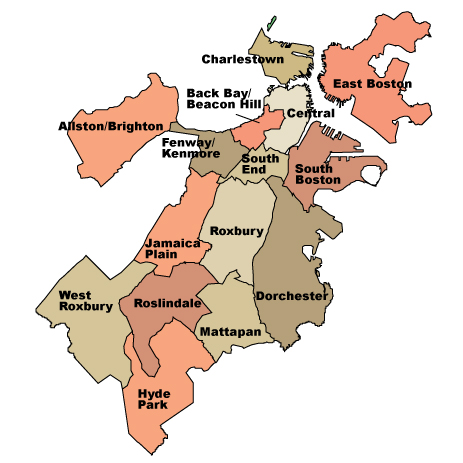 Charlestown
East Boston
Back Bay/
Beacon Hill
Central
Allston/Brighton
Fenway/
Kenmore
South
End
South
Boston
Roxbury
Jamaica
Plain
West
Roxbury
Roslindale
Dorchester
Mattapan
Hyde
Park